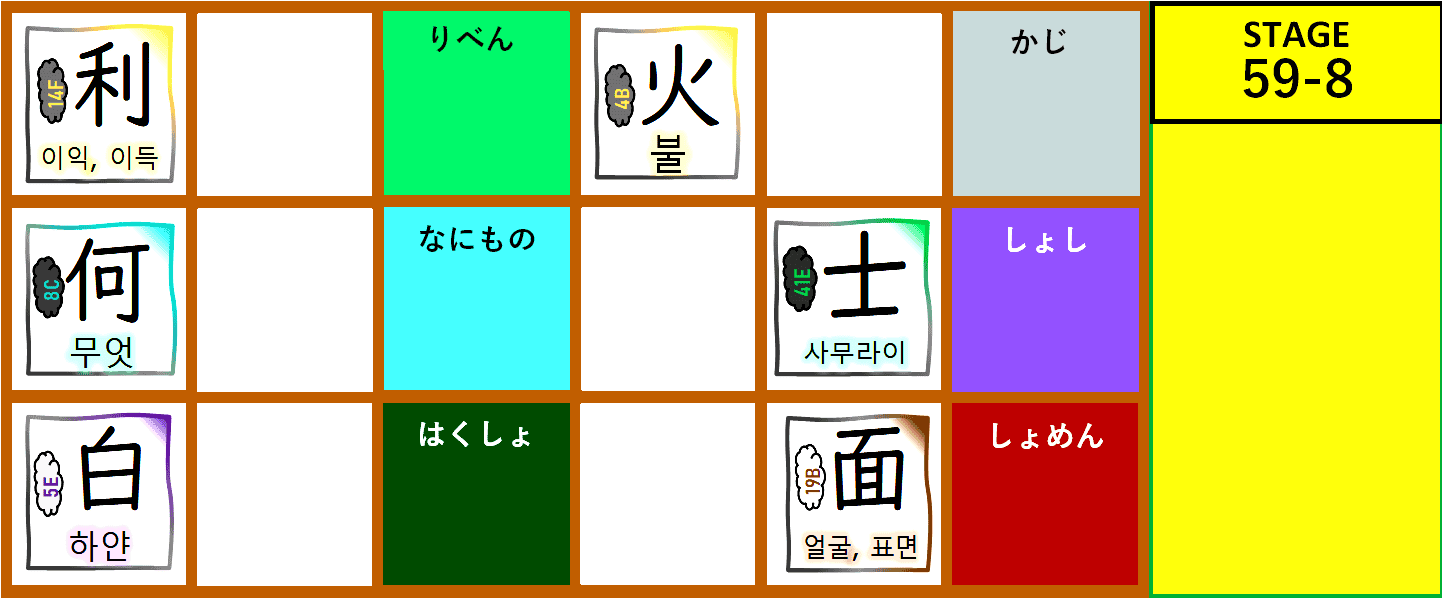 14F 利
이익, 이득
りべん
4B 火
불
かじ
STAGE
59-8
8C 何
무엇
なにもの
41E 士
사무라이
しょし
5E 白
하얀
はくしょ
19B 面
얼굴, 표면
しょめん